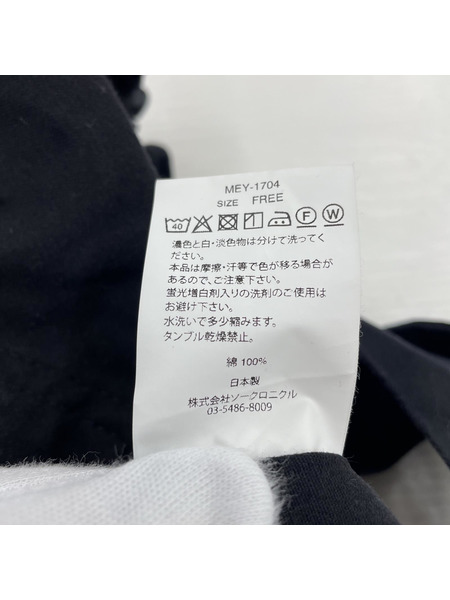 MEY-1704
SIZE FREE
40 F W
濃色と白・淡色物は分けて洗ってく
ださい。
本品は摩擦・汗等で色が移る場合が
あるので、ご注意下さい。
蛍光増白剤入りの洗剤のご使用は
お避け下さい。
水洗いで多少縮みます。
タンブル乾燥禁止。
綿 100%
日本製
株式会社ソークロニクル
03-5486-8009